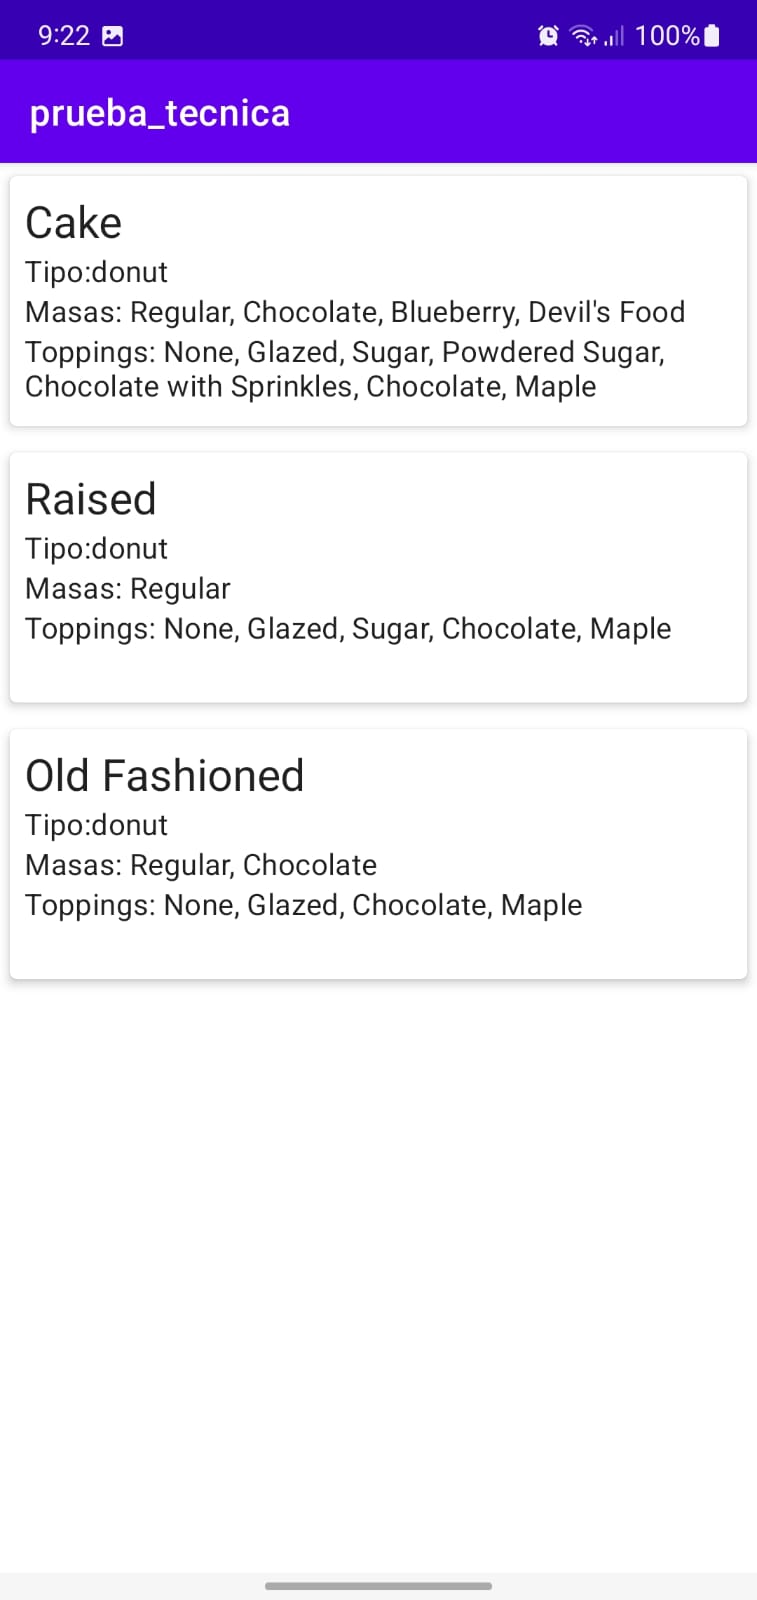 9:22
100%
prueba_tecnica
Cake
Tipo:donut
Masas: Regular, Chocolate, Blueberry, Devil's Food
Toppings: None, Glazed, Sugar, Powdered Sugar,
Chocolate with Sprinkles, Chocolate, Maple
Raised
Tipo:donut
Masas: Regular
Toppings: None, Glazed, Sugar, Chocolate, Maple
Old Fashioned
Tipo:donut
Masas: Regular, Chocolate
Toppings: None, Glazed, Chocolate, Maple